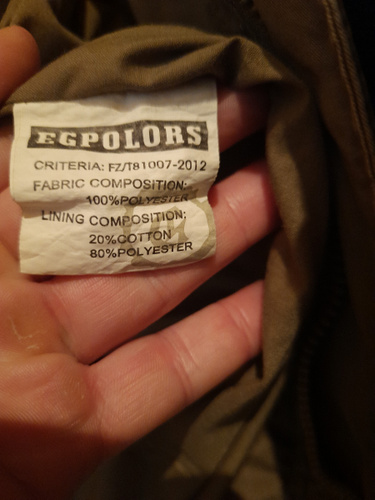 EGPOLORS
CRITERIA: FZ/T81007-2012
FABRIC COMPOSITION:
100%POLYESTER
LINING COMPOSITION:
20%COTTON
80%POLYESTER